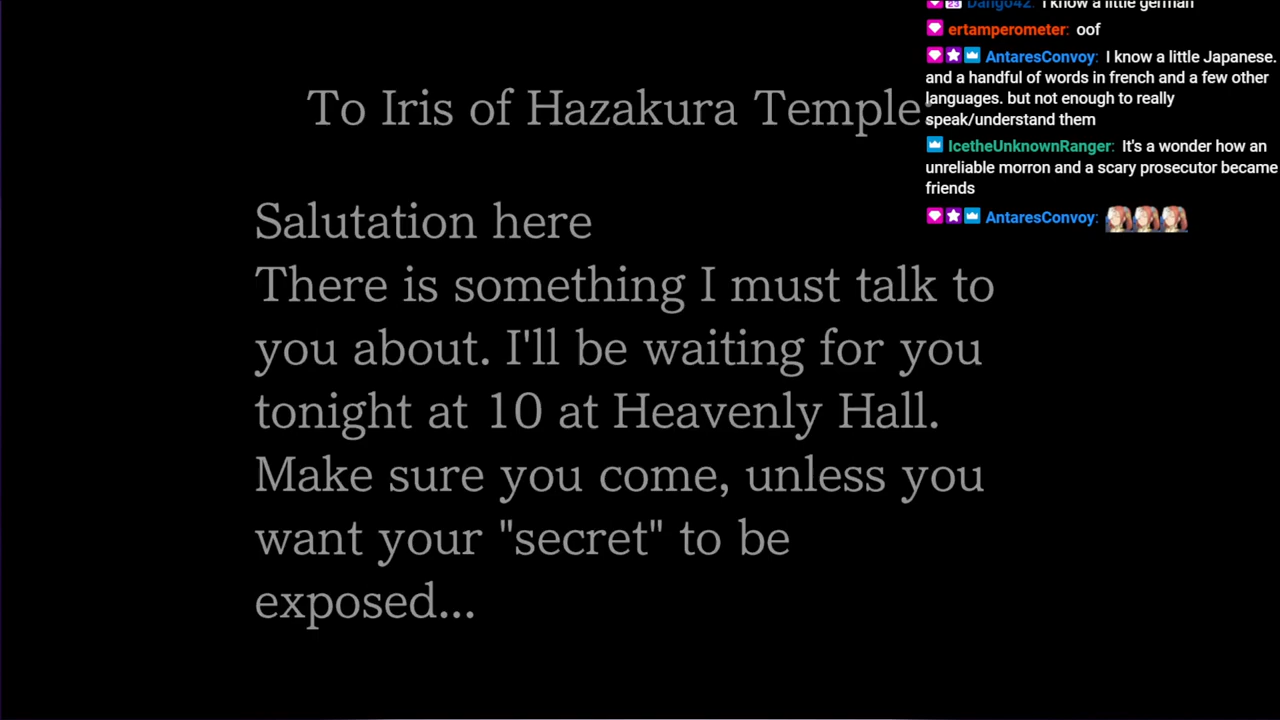 23 Dango42: I know a little german
ertamperometer: oof
AntaresConvoy: I know a little Japanese.
and a handful of words in french and a few other
languages. but not enough to really
speak/understand them
IcetheUnknownRanger: It's a wonder how an
unreliable morron and a scary prosecutor became
friends
AntaresConvoy:
To Iris of Hazakura Temple
Salutation here
There is something I must talk to
you about. I'll be waiting for you
tonight at 10 at Heavenly Hall.
Make sure you come, unless you
want your "secret" to be
exposed...